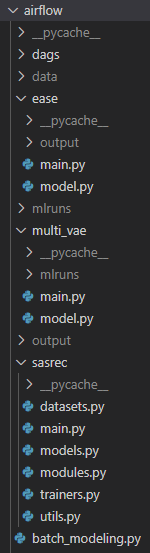 airflow
__pycache__
dags
data
ease
__pycache__
output
main.py
model.py
mlruns
multi_vae
__pycache__
mlruns
main.py
model.py
output
sasrec
__pycache__
datasets.py
main.py
models.py
modules.py
trainers.py
utils.py
batch_modeling.py